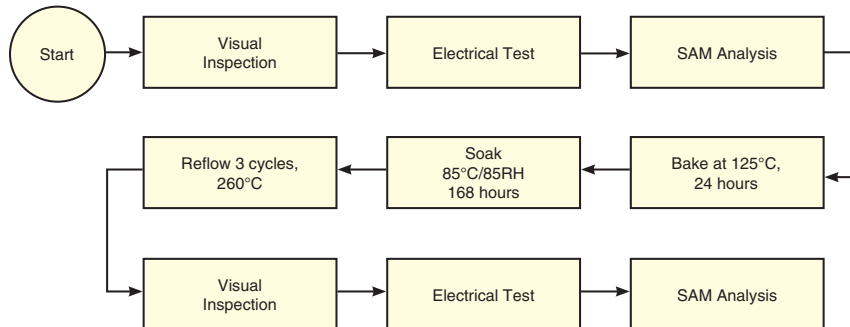 Start
Visual
Inspection
Electrical Test
SAM Analysis
Bake at 125°C,
24 hours
Soak
85°C/85RH
168 hours
Reflow 3 cycles,
260°C
Visual
Inspection
Electrical Test
SAM Analysis